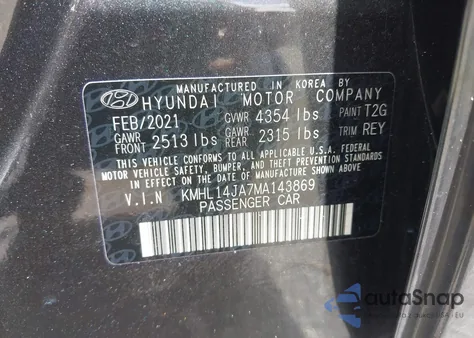 MANUFACTURED IN KOREA BY
HYUNDAI MOTOR COMPANY
FEB/2021 GVWR 4354 lbs PAINT T2G
GAWR FRONT 2513 lbs GAWR REAR 2315 lbs TRIM REY
THIS VEHICLE CONFORMS TO ALL APPLICABLE U.S.A. FEDERAL
MOTOR VEHICLE SAFETY, BUMPER, AND THEFT PREVENTION STANDARDS
IN EFFECT ON THE DATE OF MANUFACTURE SHOWN ABOVE.
V.I.N KMHL14JA7MA143869
PASSENGER CAR
autoSnap